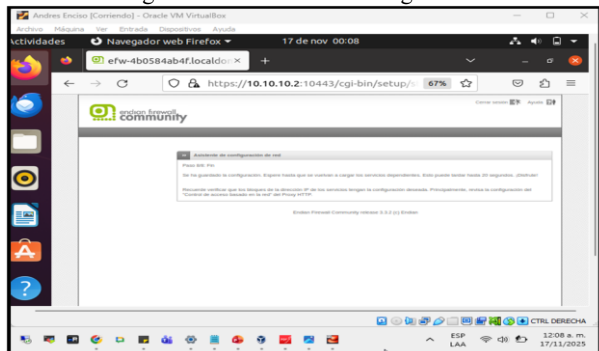 Andres Enciso [Corriendo] - Oracle VM VirtualBox
Archivo Máquina Ver Entrada Dispositivos Ayuda
Actividades Navegador web Firefox 17 de nov 00:08
efw-4b0584ab4f.localdor
https://10.10.10.2:10443/cgi-bin/setup/s 67%
Cerrar sesión Ayuda
endian firewall
community
Asistente de configuración de red
Paso 8/8: Fin
Se ha guardado la configuración. Espere hasta que se vuelvan a cargar los servicios dependientes. Esto puede tardar hasta 20 segundos. ¡Disfrute!
Recuerde verificar que los bloques de la dirección IP de los servicios tengan la configuración deseada. Principalmente, revise la configuración del
"Control de acceso basado en la red" del Proxy HTTP.
Endian Firewall Community release 3.3.2 (c) Endian
CTRL DERECHA
ESP
LAA
12:08 a. m.
17/11/2025